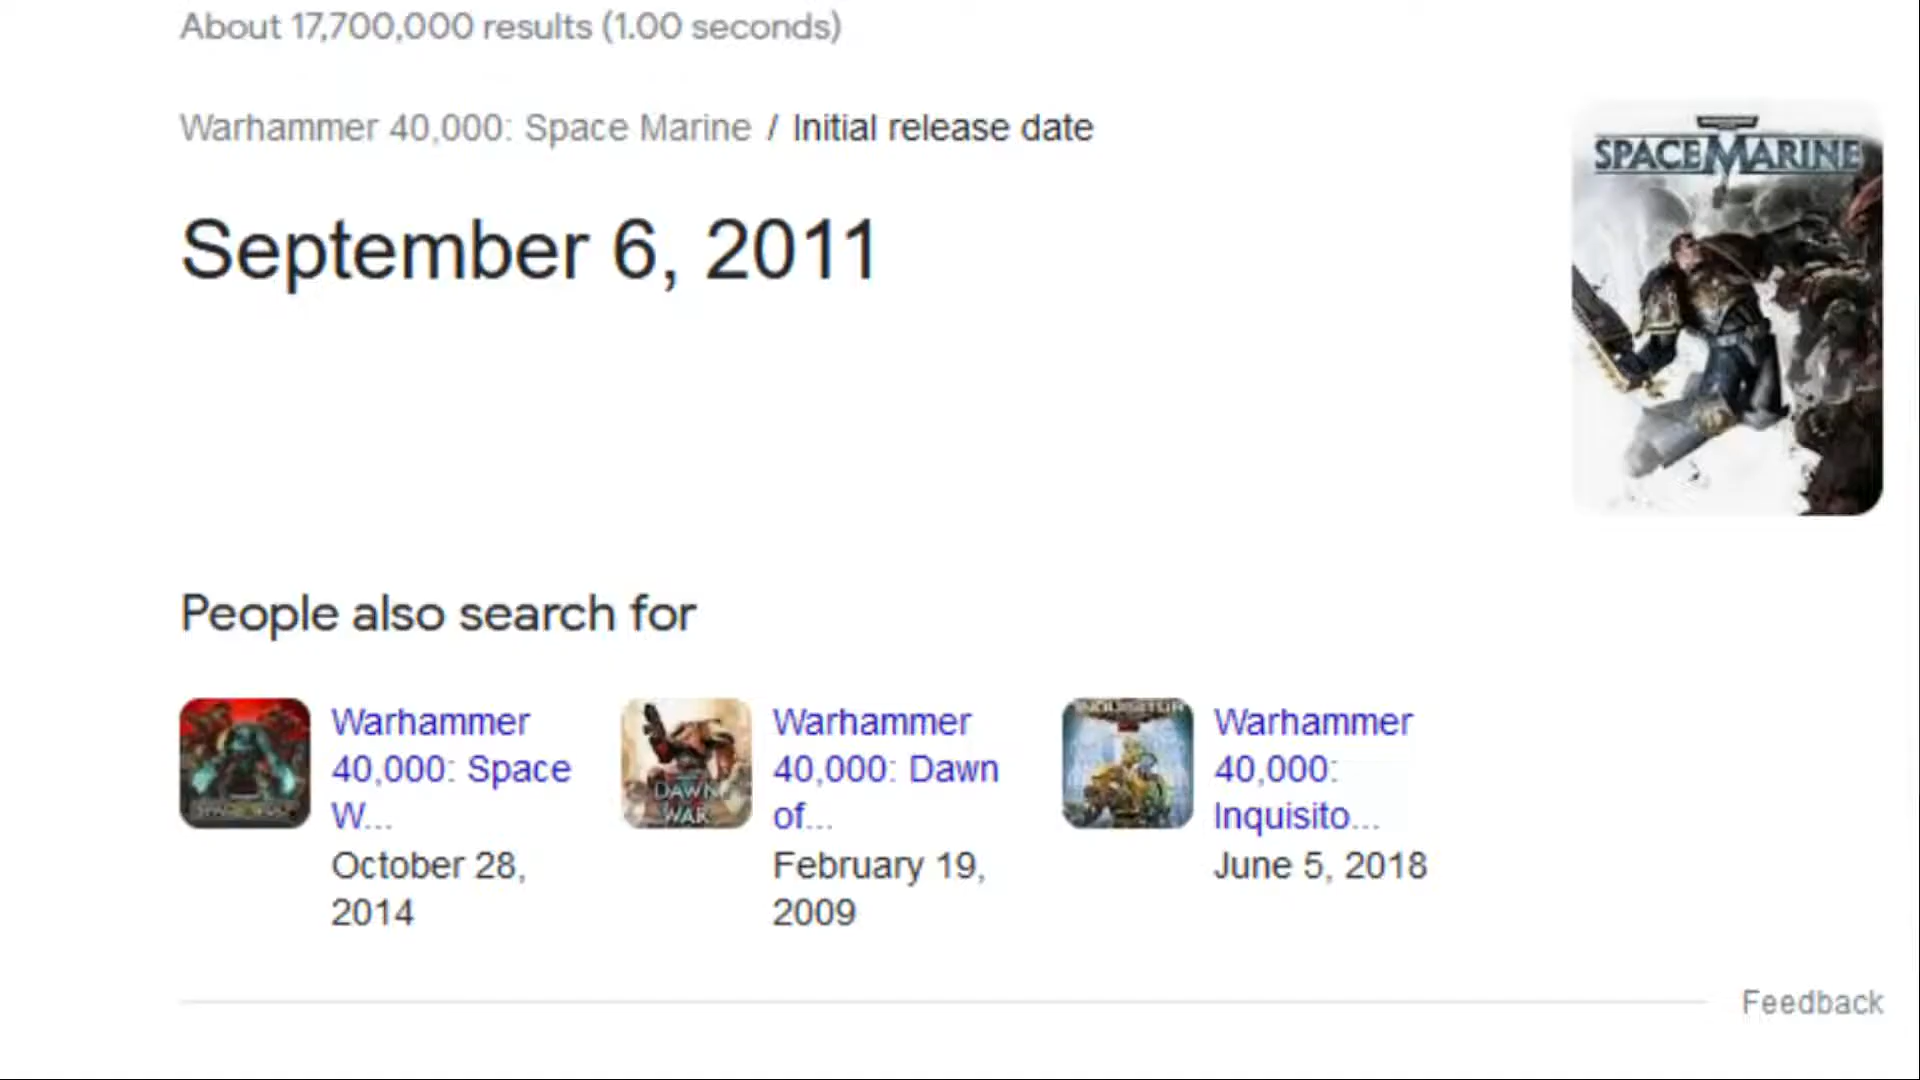 About 17,700,000 results (1.00 seconds)
Warhammer 40,000: Space Marine / Initial release date
SPACE MARINE
September 6, 2011
People also search for
Warhammer
40,000: Space
W...
October 28,
2014
DAWN
WAR
Warhammer
40,000: Dawn
of...
February 19,
2009
Warhammer
40,000:
Inquisito...
June 5, 2018
Feedback